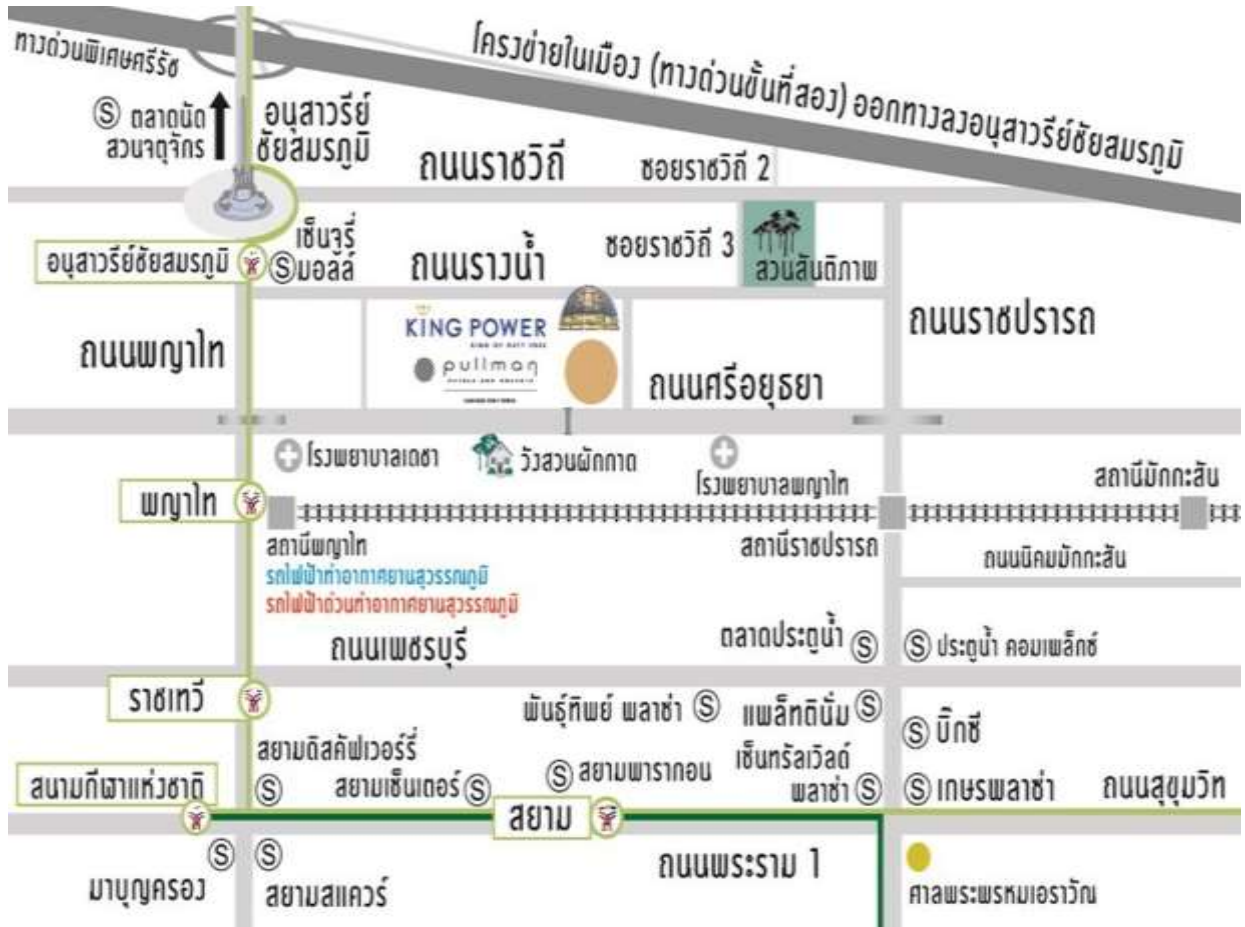 ทางด่วนพิเศษศรีรัช
โครงข่ายในเมือง (ทางด่วนขั้นที่สอง) ออกทางลงอนุสาวรีย์ชัยสมรภูมิ
Ⓢ ตลาดนัด
สวนจตุจักร
อนุสาวรีย์
ชัยสมรภูมิ
ถนนราชวิถี
ซอยราชวิถี 2
อนุสาวรีย์ชัยสมรภูมิ
เซ็นจูรี่
Ⓢมอลล์
ถนนรางน้ำ
ซอยราชวิถี 3
สวนสันติภาพ
ถนนพญาไท
KING POWER
pullman
ถนนศรีอยุธยา
ถนนราชปรารถ
โรงพยาบาลเดชา
วังสวนผักกาด
โรงพยาบาลพญาไท
สถานีมักกะสัน
พญาไท
สถานีพญาไท
รถไฟฟ้าท่าอากาศยานสุวรรณภูมิ
รถไฟฟ้าด่วนท่าอากาศยานสุวรรณภูมิ
สถานีราชปรารถ
ถนนนิคมมักกะสัน
ถนนเพชรบุรี
ตลาดประตูน้ำ Ⓢ
Ⓢ ประตูน้ำ คอมเพล็กซ์
ราชเทวี
พันธุ์ทิพย์ พลาซ่า Ⓢ
แพล็ทตินั่ม Ⓢ
Ⓢ บิ๊กซี
สยามดิสคัฟเวอร์รี่
Ⓢ
สยามเซ็นเตอร์ Ⓢ
Ⓢ สยามพารากอน
เซ็นทรัลเวิลด์
พลาซ่า Ⓢ
Ⓢ เกษรพลาซ่า
ถนนสุขุมวิท
สนามกีฬาแห่งชาติ
สยาม
Ⓢ
มาบุญครอง
Ⓢ
สยามสแควร์
ถนนพระราม 1
ศาลพระพรหมเอราวัณ